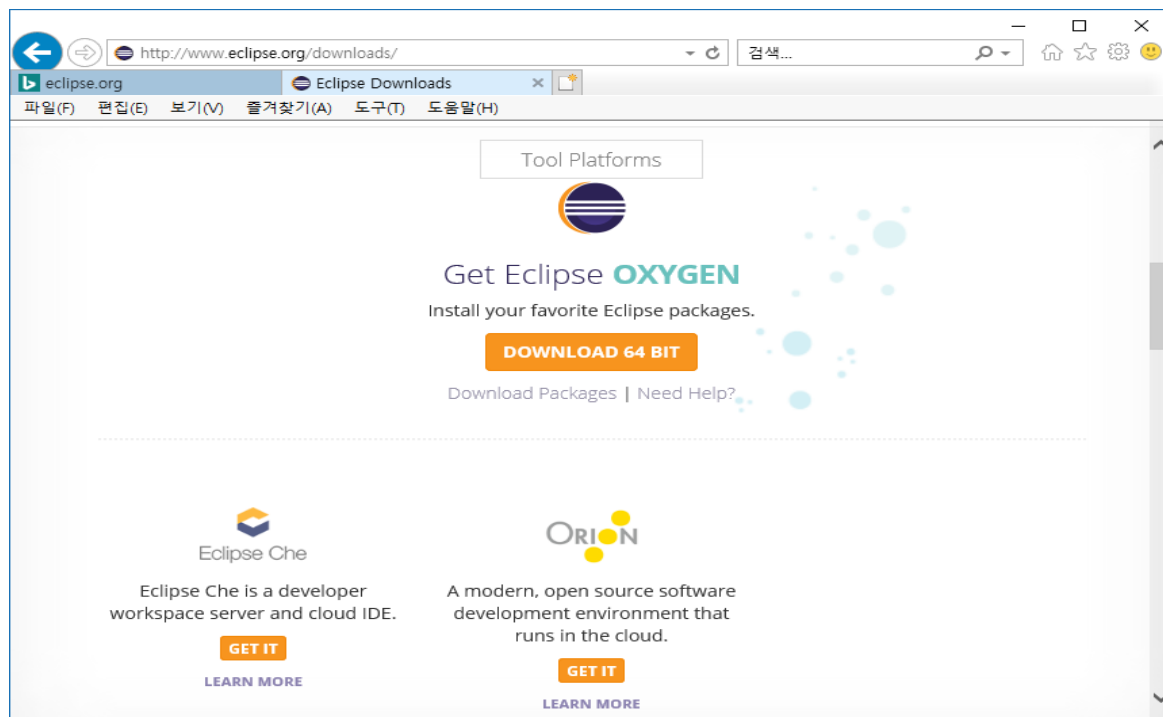 http://www.eclipse.org/downloads/
검색...
eclipse.org
Eclipse Downloads
파일(F) 편집(E) 보기(V) 즐겨찾기(A) 도구(T) 도움말(H)
Tool Platforms
Get Eclipse OXYGEN
Install your favorite Eclipse packages.
DOWNLOAD 64 BIT
Download Packages | Need Help?
Eclipse Che
Eclipse Che is a developer
workspace server and cloud IDE.
GET IT
LEARN MORE
ORION
A modern, open source software
development environment that
runs in the cloud.
GET IT
LEARN MORE